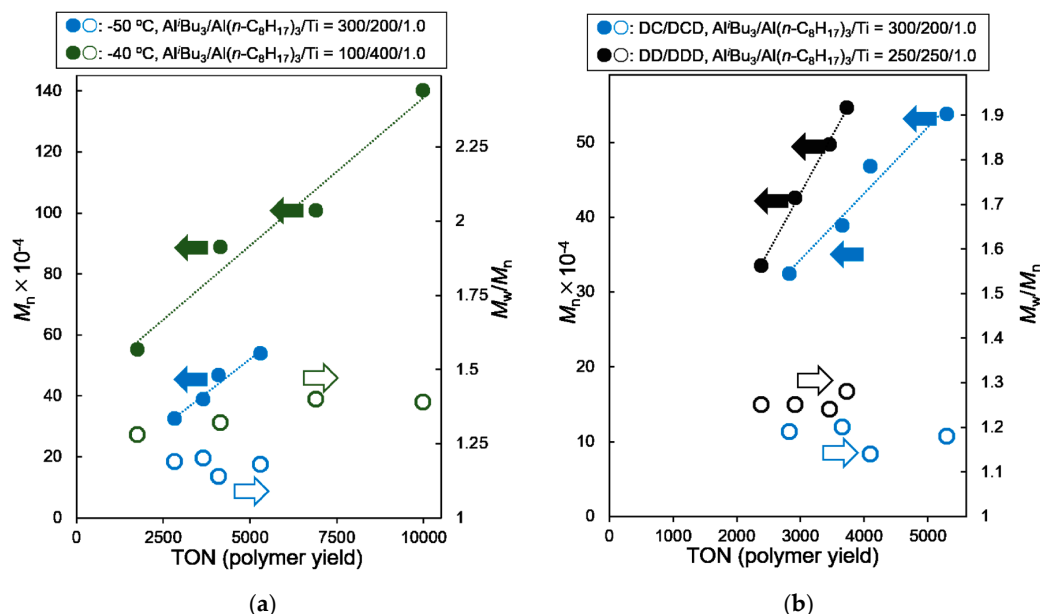 : -50 ºC, AlⁱBu₃/Al(n-C₈H₁₇)₃/Ti = 300/200/1.0
: -40 ºC, AlⁱBu₃/Al(n-C₈H₁₇)₃/Ti = 100/400/1.0
140
120
100
80
60
40
20
0
Mₙ × 10⁻⁴
2.25
2
1.75
1.5
1.25
1
M_w/Mₙ
0 2500 5000 7500 10000
TON (polymer yield)
(a)
: DC/DCD, AlⁱBu₃/Al(n-C₈H₁₇)₃/Ti = 300/200/1.0
: DD/DDD, AlⁱBu₃/Al(n-C₈H₁₇)₃/Ti = 250/250/1.0
50
40
30
20
10
0
Mₙ × 10⁻⁴
1.9
1.8
1.7
1.6
1.5
1.4
1.3
1.2
1.1
1
M_w/Mₙ
0 1000 2000 3000 4000 5000
TON (polymer yield)
(b)